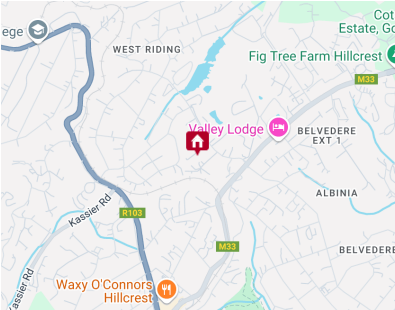 Cot
Estate, Go
ege
WEST RIDING
Fig Tree Farm Hillcrest
M33
Valley Lodge
BELVEDERE
EXT 1
ALBINIA
Kassier Rd
R103
M33
BELVEDERE
Kassier Rd
Waxy O'Connors
Hillcrest